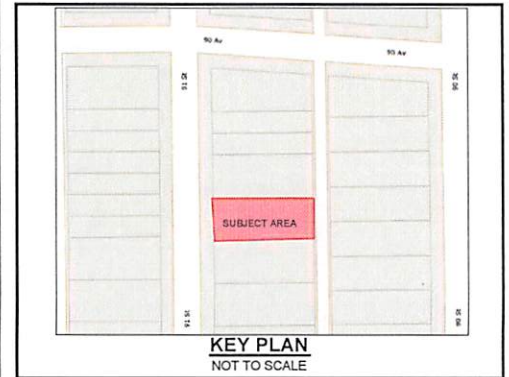 90 Av
90 Av
91 St
90 St
SUBJECT AREA
91 St
90 St
KEY PLAN
NOT TO SCALE